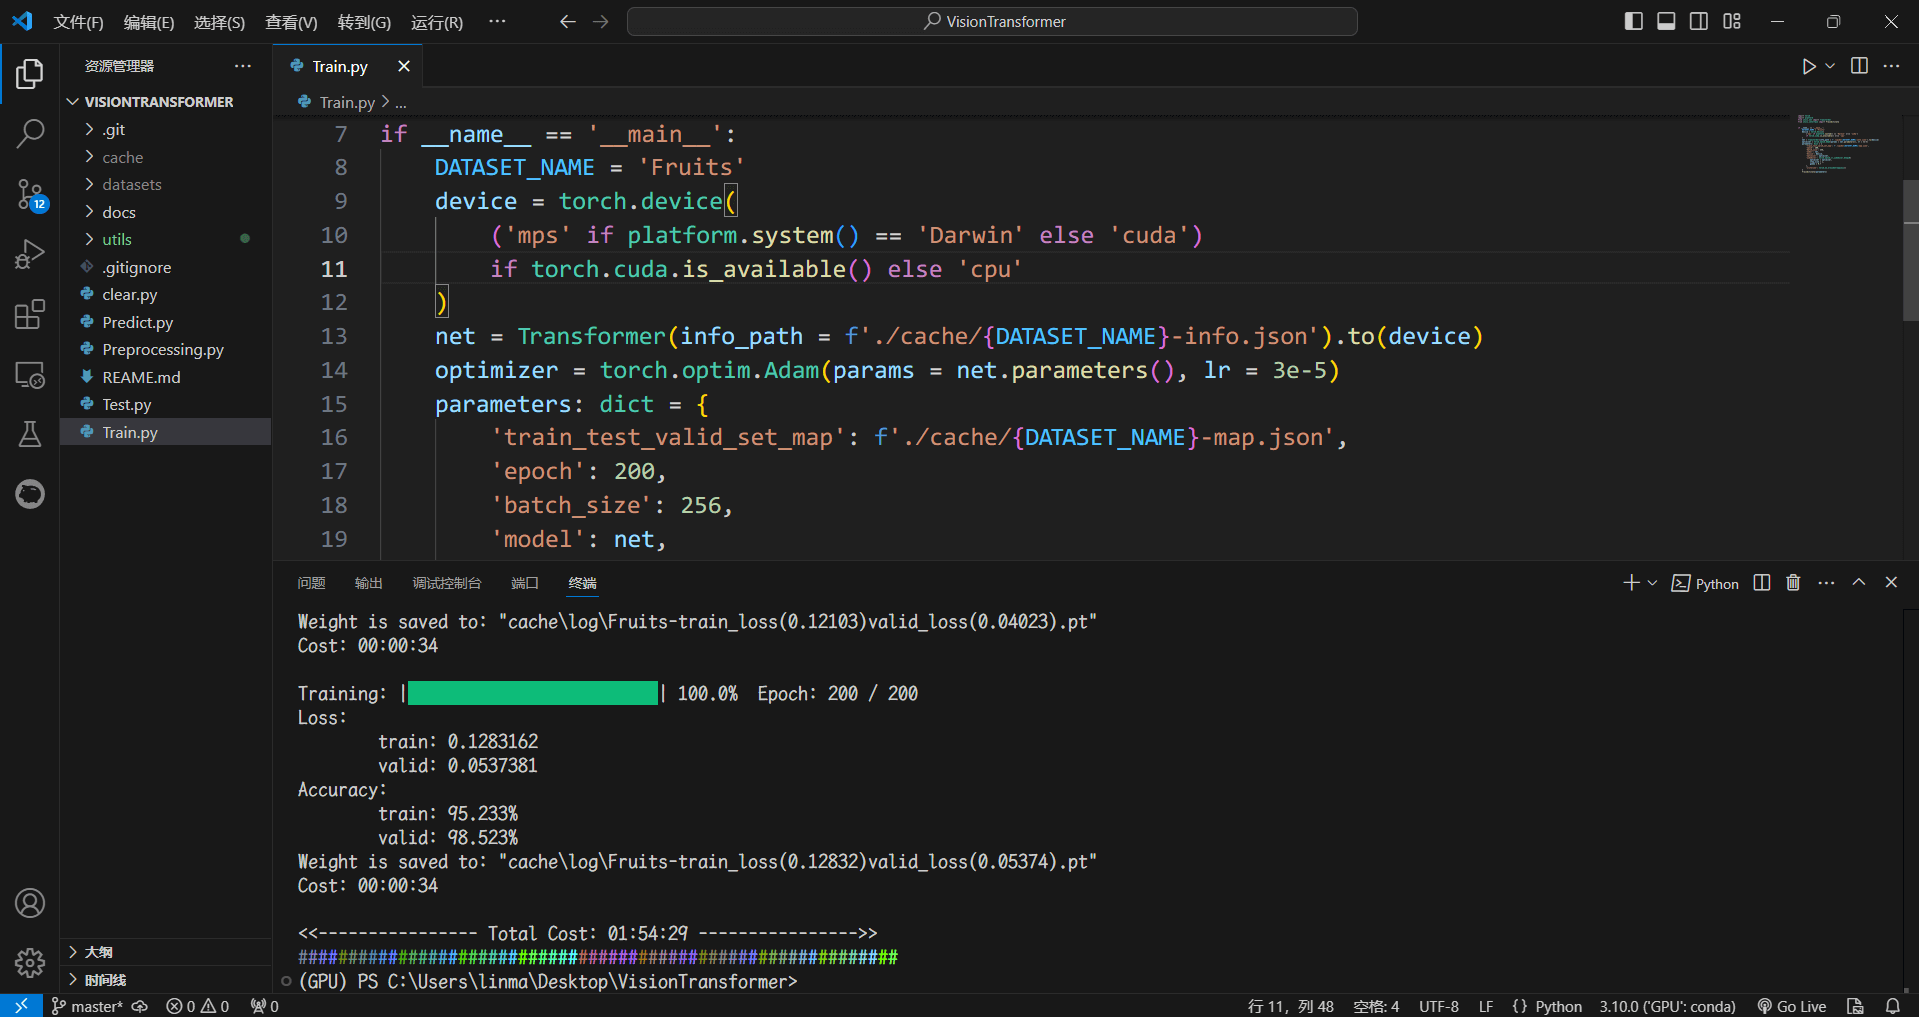 文件(F) 编辑(E) 选择(S) 查看(V) 转到(G) 运行(R) ··· VisionTransformer
资源管理器 ···
VISIONTRANSFORMER
.git
cache
datasets
docs
utils
.gitignore
clear.py
Predict.py
Preprocessing.py
REAME.md
Test.py
Train.py
大纲
时间线
12
Train.py
Train.py > ...
7 if __name__ == '__main__':
8 DATASET_NAME = 'Fruits'
9 device = torch.device(
10 ('mps' if platform.system() == 'Darwin' else 'cuda')
11 if torch.cuda.is_available() else 'cpu'
12 )
13 net = Transformer(info_path = f'./cache/{DATASET_NAME}-info.json').to(device)
14 optimizer = torch.optim.Adam(params = net.parameters(), lr = 3e-5)
15 parameters: dict = {
16 'train_test_valid_set_map': f'./cache/{DATASET_NAME}-map.json',
17 'epoch': 200,
18 'batch_size': 256,
19 'model': net,
问题 输出 调试控制台 端口 终端 Python
Weight is saved to: "cache\log\Fruits-train_loss(0.12103)valid_loss(0.04023).pt"
Cost: 00:00:34
Training: | | 100.0% Epoch: 200 / 200
Loss:
train: 0.1283162
valid: 0.0537381
Accuracy:
train: 95.233%
valid: 98.523%
Weight is saved to: "cache\log\Fruits-train_loss(0.12832)valid_loss(0.05374).pt"
Cost: 00:00:34
<<---------------- Total Cost: 01:54:29 ---------------->>
############################################################
(GPU) PS C:\Users\linma\Desktop\VisionTransformer>
master* 0 0 0 行 11，列 48 空格: 4 UTF-8 LF {} Python 3.10.0 ('GPU': conda) Go Live